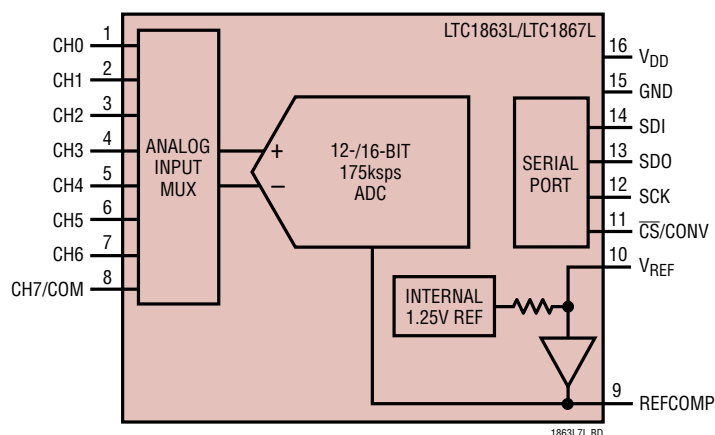 LTC1863L/LTC1867L
CH0 1
CH1 2
CH2 3
CH3 4
CH4 5
CH5 6
CH6 7
CH7/COM 8
ANALOG
INPUT
MUX
+
–
12-/16-BIT
175ksps
ADC
SERIAL
PORT
INTERNAL
1.25V REF
16 VDD
15 GND
14 SDI
13 SDO
12 SCK
11 C̅S̅/CONV
10 VREF
9 REFCOMP
1863L7L BD